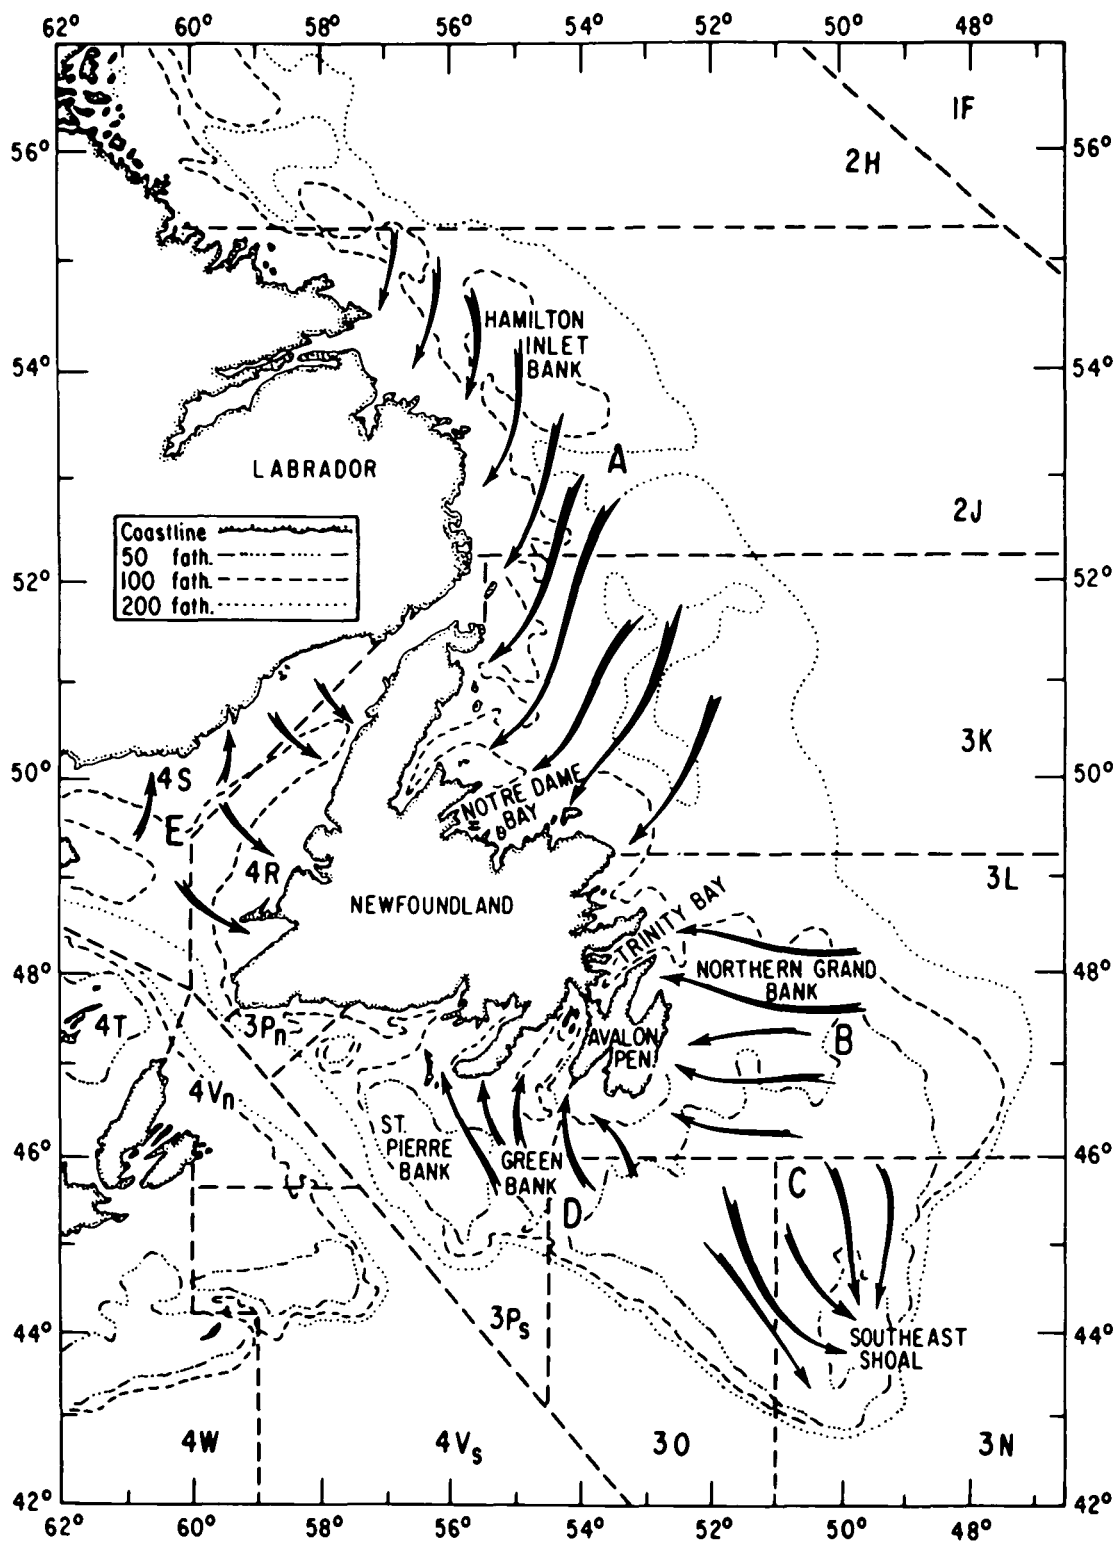 62° 60° 58° 56° 54° 52° 50° 48°
1F
56° 56°
2H
HAMILTON
INLET
BANK
54° 54°
LABRADOR
A
2J
Coastline
50 fath.
100 fath.
200 fath.
52° 52°
3K
50° 50°
4S
NOTRE DAME
BAY
E
4R
3L
NEWFOUNDLAND
TRINITY BAY
48° 48°
NORTHERN GRAND
BANK
4T
3Pn
AVALON
PEN
B
4Vn
ST.
PIERRE
BANK
GREEN
BANK
46° 46°
C
D
3Ps
44° 44°
SOUTHEAST
SHOAL
4W
4Vs
3O
3N
42° 42°
62° 60° 58° 56° 54° 52° 50° 48°